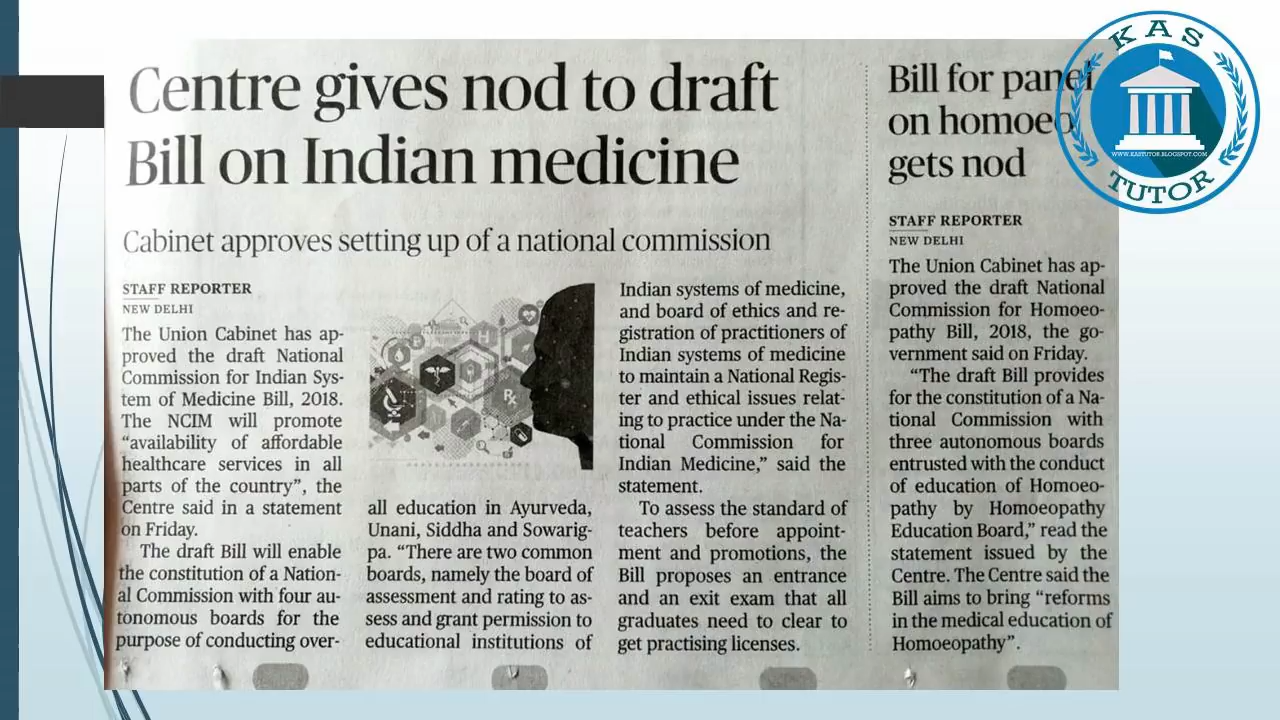 Centre gives nod to draft
Bill on Indian medicine
Cabinet approves setting up of a national commission
STAFF REPORTER
NEW DELHI
The Union Cabinet has ap-
proved the draft National
Commission for Indian Sys-
tem of Medicine Bill, 2018.
The NCIM will promote
“availability of affordable
healthcare services in all
parts of the country”, the
Centre said in a statement
on Friday.
The draft Bill will enable
the constitution of a Nation-
al Commission with four au-
tonomous boards for the
purpose of conducting over-
all education in Ayurveda,
Unani, Siddha and Sowarig-
pa. “There are two common
boards, namely the board of
assessment and rating to as-
sess and grant permission to
educational institutions of
Indian systems of medicine,
and board of ethics and re-
gistration of practitioners of
Indian systems of medicine
to maintain a National Regis-
ter and ethical issues relat-
ing to practice under the Na-
tional Commission for
Indian Medicine,” said the
statement.
To assess the standard of
teachers before appoint-
ment and promotions, the
Bill proposes an entrance
and an exit exam that all
graduates need to clear to
get practising licenses.
Rx
H
Bill for panel
on homoeo
gets nod
STAFF REPORTER
NEW DELHI
The Union Cabinet has ap-
proved the draft National
Commission for Homoeo-
pathy Bill, 2018, the go-
vernment said on Friday.
“The draft Bill provides
for the constitution of a Na-
tional Commission with
three autonomous boards
entrusted with the conduct
of education of Homoeo-
pathy by Homoeopathy
Education Board,” read the
statement issued by the
Centre. The Centre said the
Bill aims to bring “reforms
in the medical education of
Homoeopathy”.
KAS
WWW.KASTUTOR.BLOGSPOT.COM
TUTOR